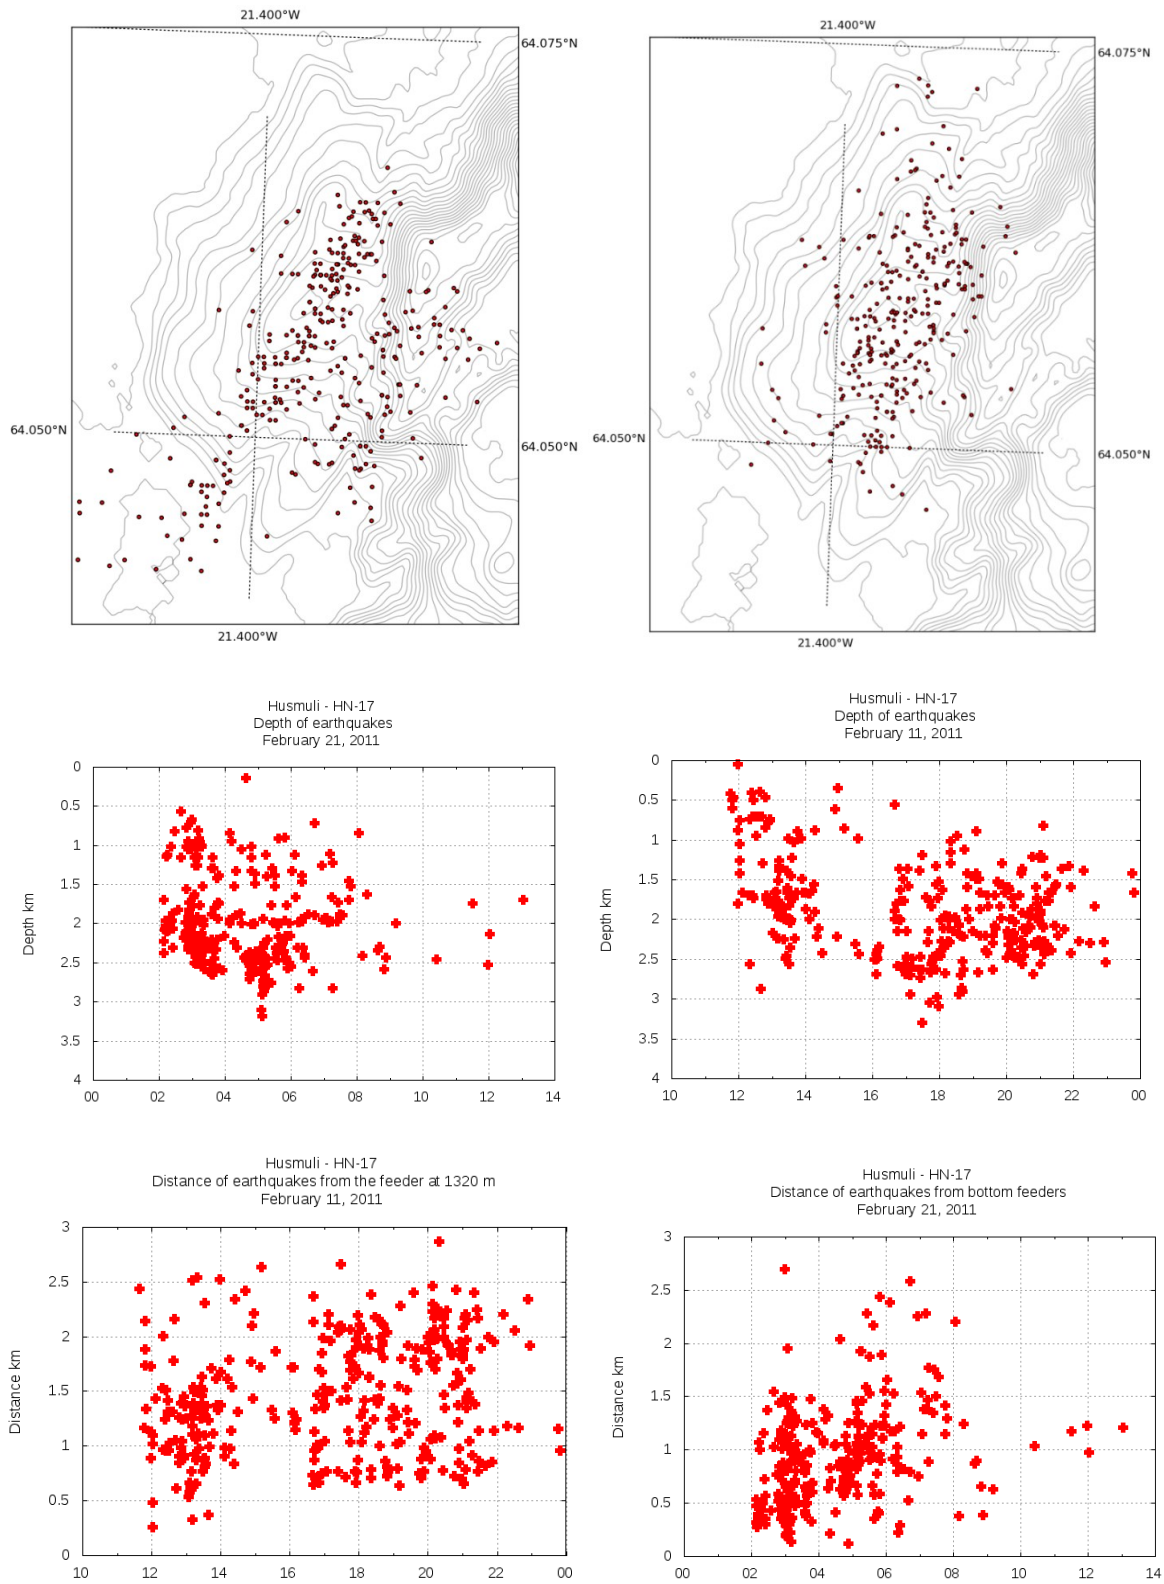 21.400°W
64.075°N
64.050°N
64.050°N
21.400°W
21.400°W
64.075°N
64.050°N
64.050°N
21.400°W
Husmuli - HN-17
Depth of earthquakes
February 21, 2011
Depth km
0
0.5
1
1.5
2
2.5
3
3.5
4
00 02 04 06 08 10 12 14
Husmuli - HN-17
Depth of earthquakes
February 11, 2011
Depth km
0
0.5
1
1.5
2
2.5
3
3.5
4
10 12 14 16 18 20 22 00
Husmuli - HN-17
Distance of earthquakes from the feeder at 1320 m
February 11, 2011
Distance km
3
2.5
2
1.5
1
0.5
0
10 12 14 16 18 20 22 00
Husmuli - HN-17
Distance of earthquakes from bottom feeders
February 21, 2011
Distance km
3
2.5
2
1.5
1
0.5
0
00 02 04 06 08 10 12 14